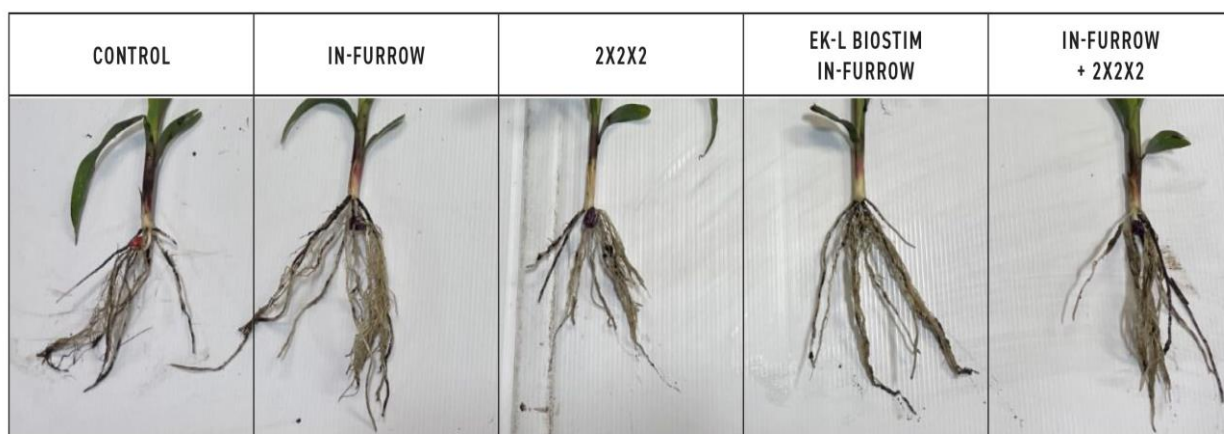 CONTROL
IN-FURROW
2X2X2
EK-L BIOSTIM
IN-FURROW
IN-FURROW
+ 2X2X2